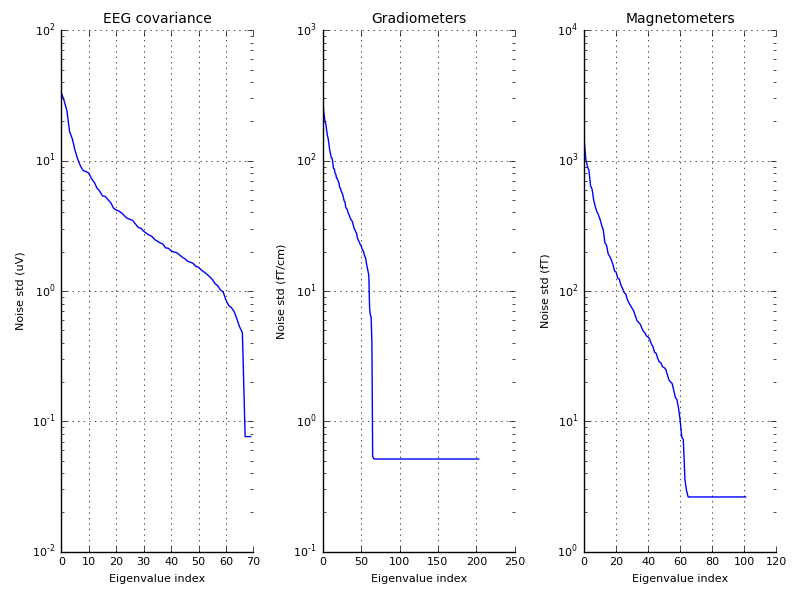 EEG covariance
10^2
10^1
10^0
10^-1
10^-2
Noise std (uV)
0 10 20 30 40 50 60 70
Eigenvalue index
Gradiometers
10^3
10^2
10^1
10^0
10^-1
Noise std (fT/cm)
0 50 100 150 200 250
Eigenvalue index
Magnetometers
10^4
10^3
10^2
10^1
10^0
Noise std (fT)
0 20 40 60 80 100 120
Eigenvalue index